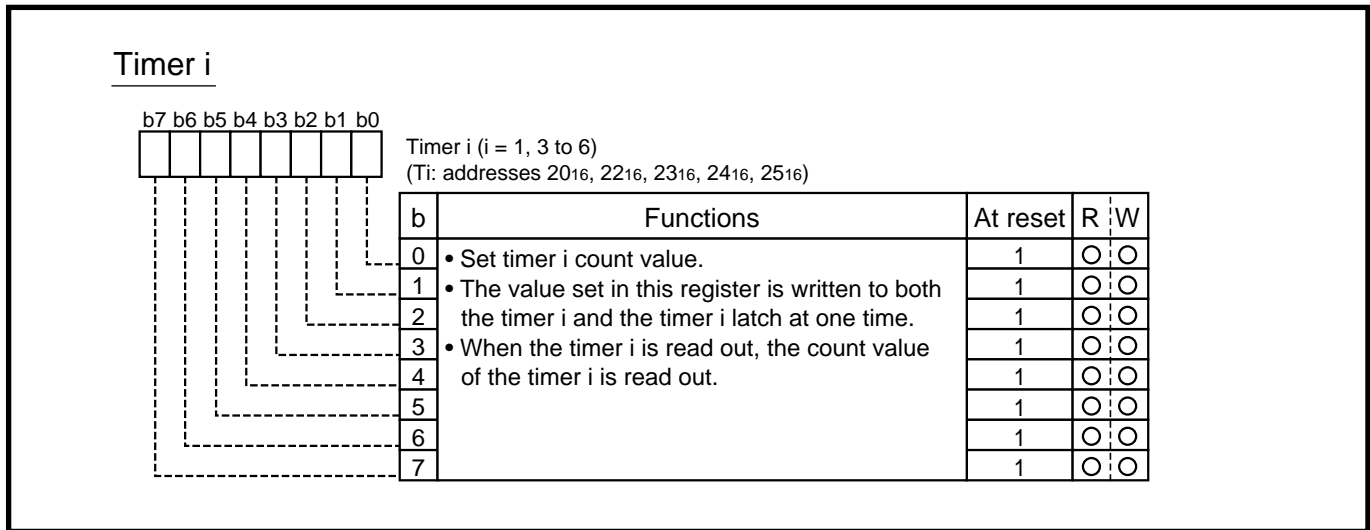 Timer i
b7 b6 b5 b4 b3 b2 b1 b0
Timer i (i = 1, 3 to 6)
(Ti: addresses 2016, 2216, 2316, 2416, 2516)
b Functions At reset R W
0 • Set timer i count value. 1 O O
1 • The value set in this register is written to both 1 O O
2 the timer i and the timer i latch at one time. 1 O O
3 • When the timer i is read out, the count value 1 O O
4 of the timer i is read out. 1 O O
5 1 O O
6 1 O O
7 1 O O